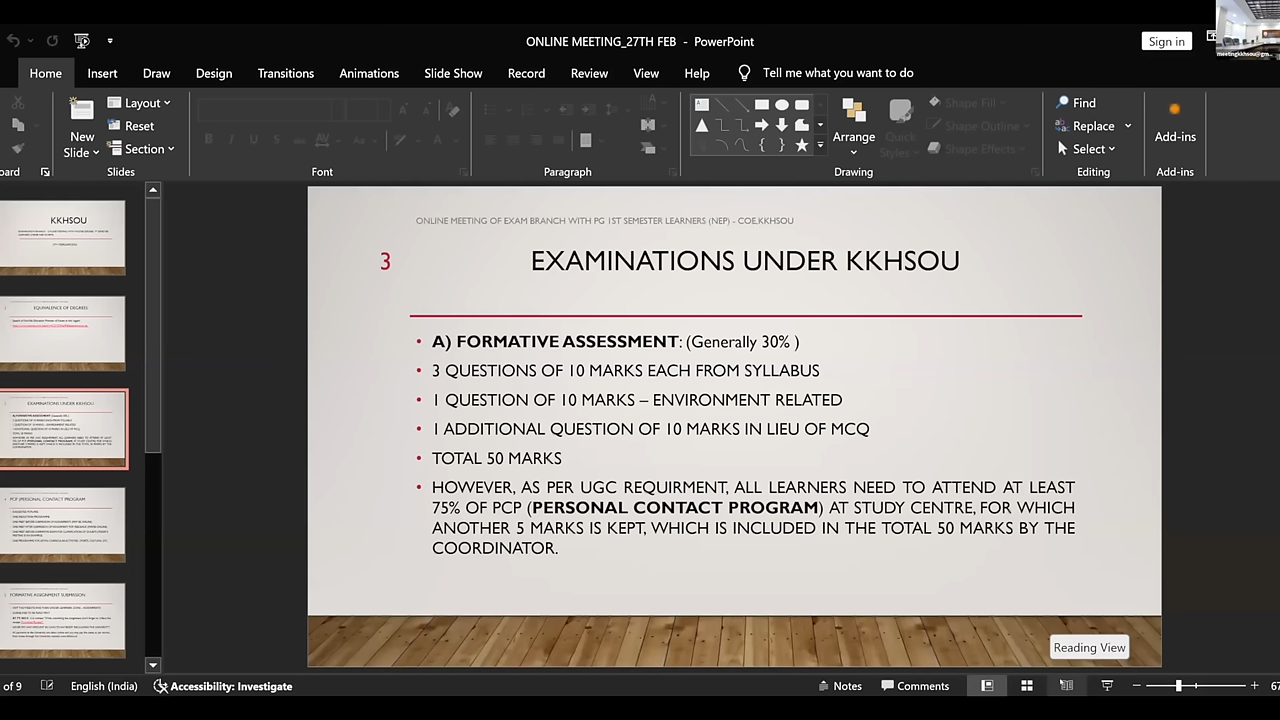 ONLINE MEETING_27TH FEB - PowerPoint
Sign in
Home Insert Draw Design Transitions Animations Slide Show Record Review View Help Tell me what you want to do
New Slide
Layout
Reset
Section
Slides
Font
Paragraph
Arrange
Quick Styles
Shape Fill
Shape Outline
Shape Effects
Drawing
Find
Replace
Select
Editing
Add-ins
Add-ins
KKHSOU
EQUIVALENCE OF DEGREES
EXAMINATIONS UNDER KKHSOU
PCP (PERSONAL CONTACT PROGRAM
FORMATIVE ASSIGNMENT SUBMISSION
ONLINE MEETING OF EXAM BRANCH WITH PG 1ST SEMESTER LEARNERS (NEP) - COE,KKHSOU
3
EXAMINATIONS UNDER KKHSOU
• A) FORMATIVE ASSESSMENT: (Generally 30% )
• 3 QUESTIONS OF 10 MARKS EACH FROM SYLLABUS
• 1 QUESTION OF 10 MARKS – ENVIRONMENT RELATED
• 1 ADDITIONAL QUESTION OF 10 MARKS IN LIEU OF MCQ
• TOTAL 50 MARKS
• HOWEVER, AS PER UGC REQUIRMENT, ALL LEARNERS NEED TO ATTEND AT LEAST
75% OF PCP (PERSONAL CONTACT PROGRAM) AT STUDY CENTRE, FOR WHICH
ANOTHER 5 MARKS IS KEPT, WHICH IS INCLUDED IN THE TOTAL 50 MARKS BY THE
COORDINATOR.
Reading View
of 9 English (India) Accessibility: Investigate Notes Comments